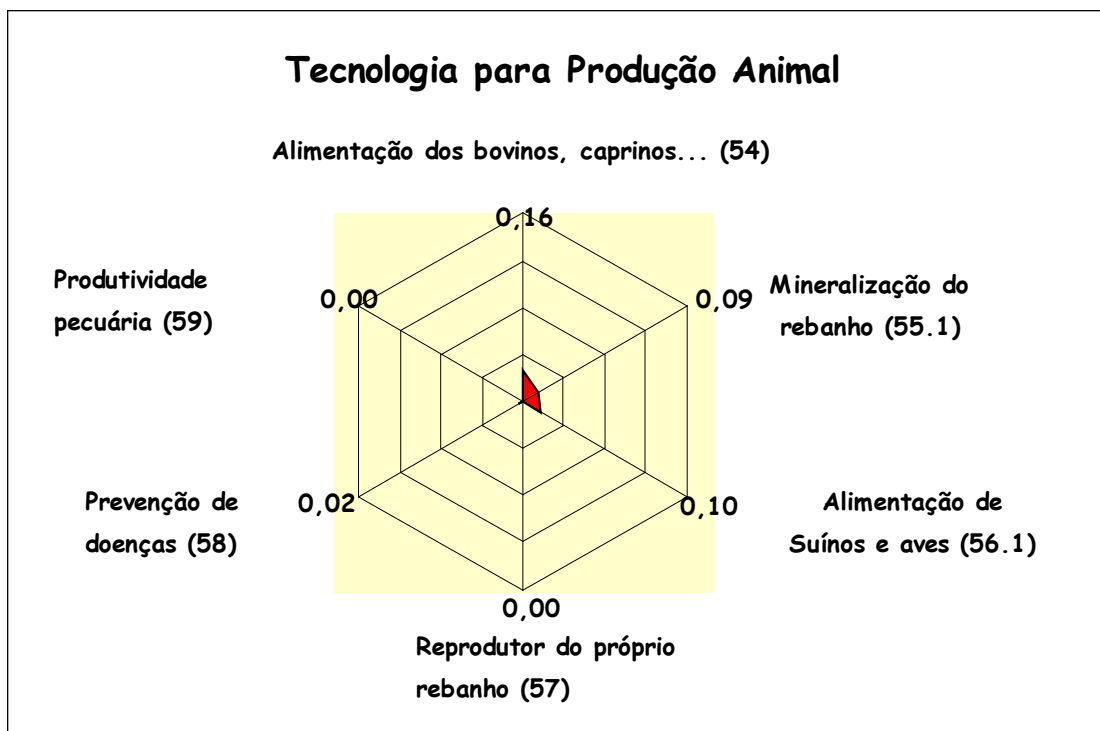 Tecnologia para Produção Animal
Alimentação dos bovinos, caprinos... (54)
0,16
Mineralização do
rebanho (55.1)
0,09
Alimentação de
Suínos e aves (56.1)
0,10
0,00
Reprodutor do próprio
rebanho (57)
Prevenção de
doenças (58)
0,02
Produtividade
pecuária (59)
0,00